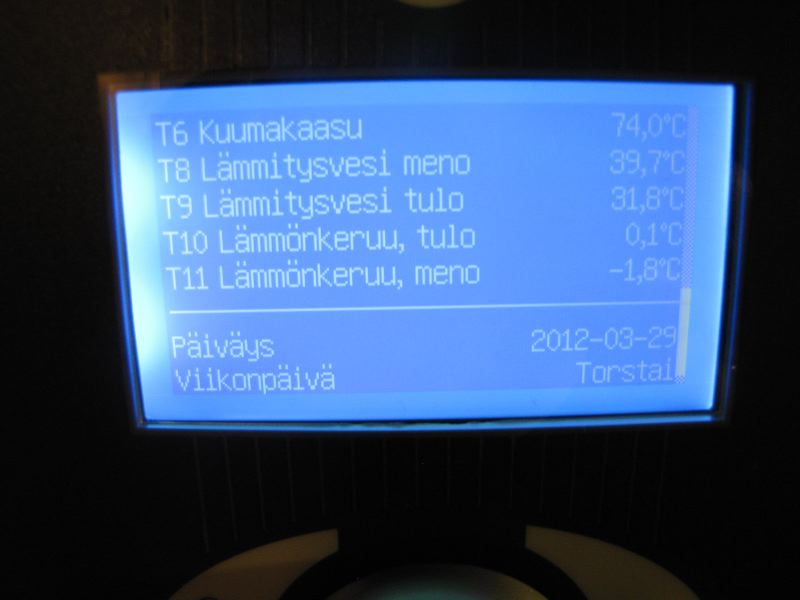 T6 Kuumakaasu 74,0°C
T8 Lämmitysvesi meno 39,7°C
T9 Lämmitysvesi tulo 31,8°C
T10 Lämmönkeruu, tulo 0,1°C
T11 Lämmönkeruu, meno -1,8°C
Päiväys 2012-03-29
Viikonpäivä Torstai